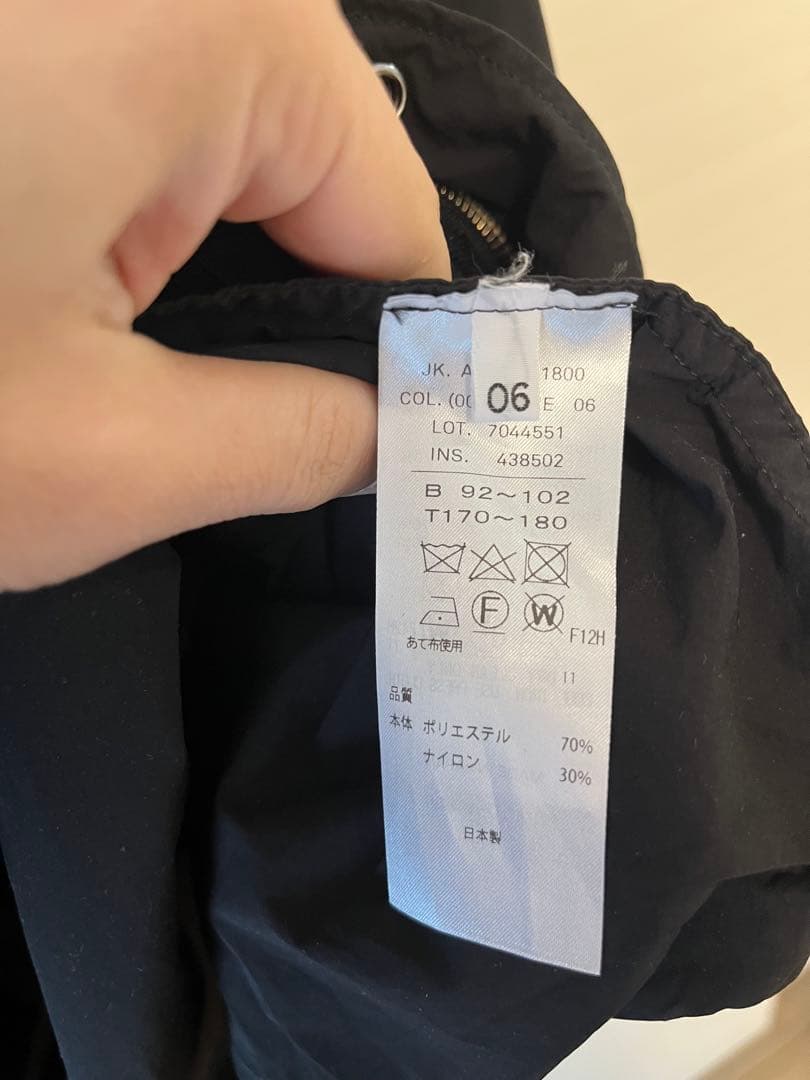 JK. A 1800
COL. (00 06 E 06
LOT. 7044551
INS. 438502
B 92～102
T170～180
F W F12H
あて布使用
11
品質
本体 ポリエステル 70%
ナイロン 30%
日本製